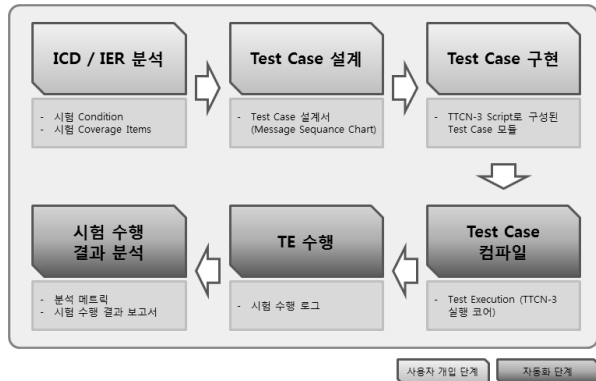 ICD / IER 분석
- 시험 Condition
- 시험 Coverage Items
Test Case 설계
- Test Case 설계서
(Message Sequance Chart)
Test Case 구현
- TTCN-3 Script로 구성된
Test Case 모듈
Test Case
컴파일
- Test Execution (TTCN-3
실행 코어)
TE 수행
- 시험 수행 로그
시험 수행
결과 분석
- 분석 메트릭
- 시험 수행 결과 보고서
사용자 개입 단계
자동화 단계